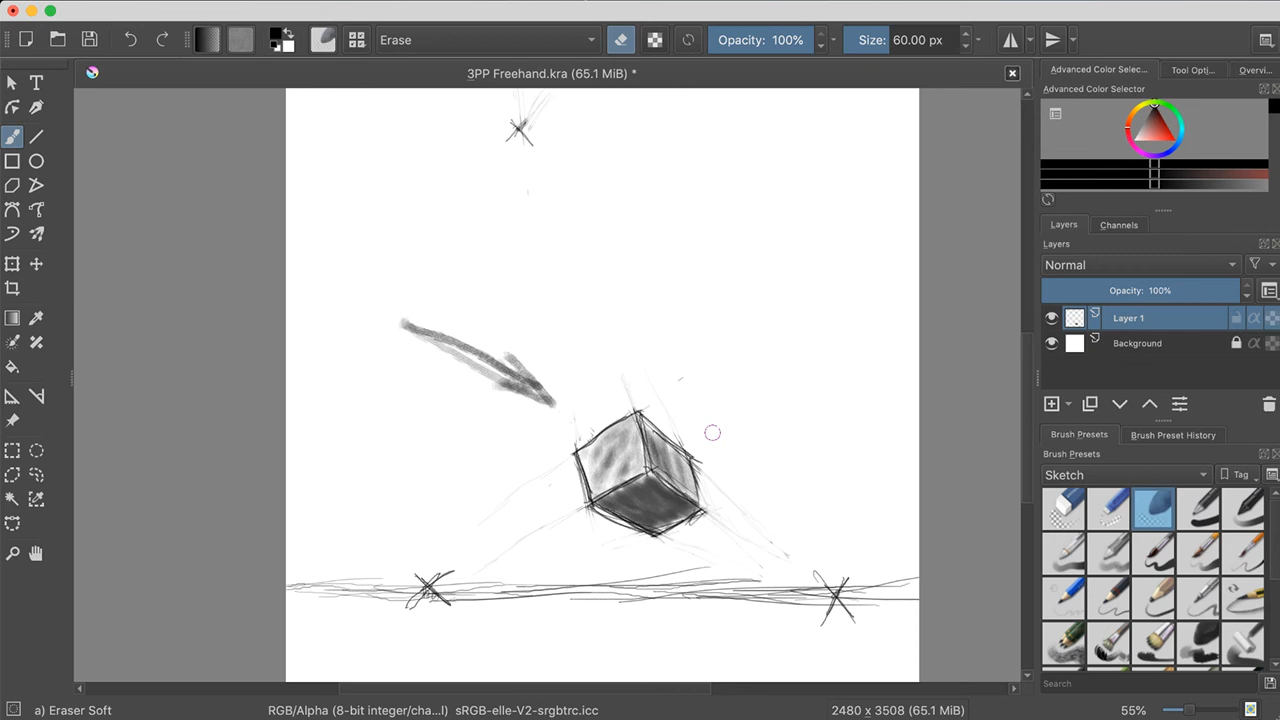 Erase
Opacity: 100%
Size: 60.00 px
3PP Freehand.kra (65.1 MiB) *
Advanced Color Selec...
Tool Opti...
Overvi...
Advanced Color Selector
Layers
Channels
Layers
Normal
Opacity: 100%
Layer 1
Background
Brush Presets
Brush Preset History
Brush Presets
Sketch
Tag
Search
a) Eraser Soft
RGB/Alpha (8-bit integer/cha...l) sRGB-elle-V2-srgbtrc.icc
2480 x 3508 (65.1 MiB)
55%